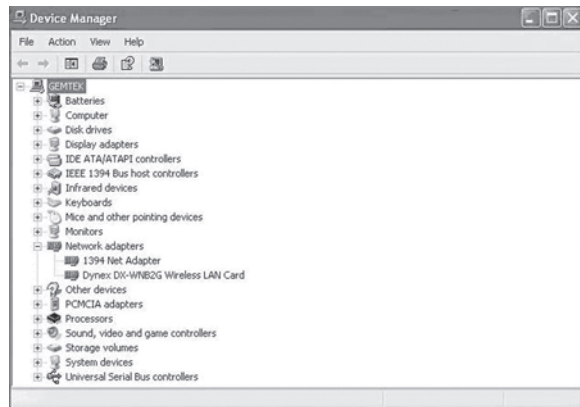 Device Manager
File Action View Help
GEMTEK
Batteries
Computer
Disk drives
Display adapters
IDE ATA/ATAPI controllers
IEEE 1394 Bus host controllers
Infrared devices
Keyboards
Mice and other pointing devices
Monitors
Network adapters
1394 Net Adapter
Dynex DX-WNB2G Wireless LAN Card
Other devices
PCMCIA adapters
Processors
Sound, video and game controllers
Storage volumes
System devices
Universal Serial Bus controllers